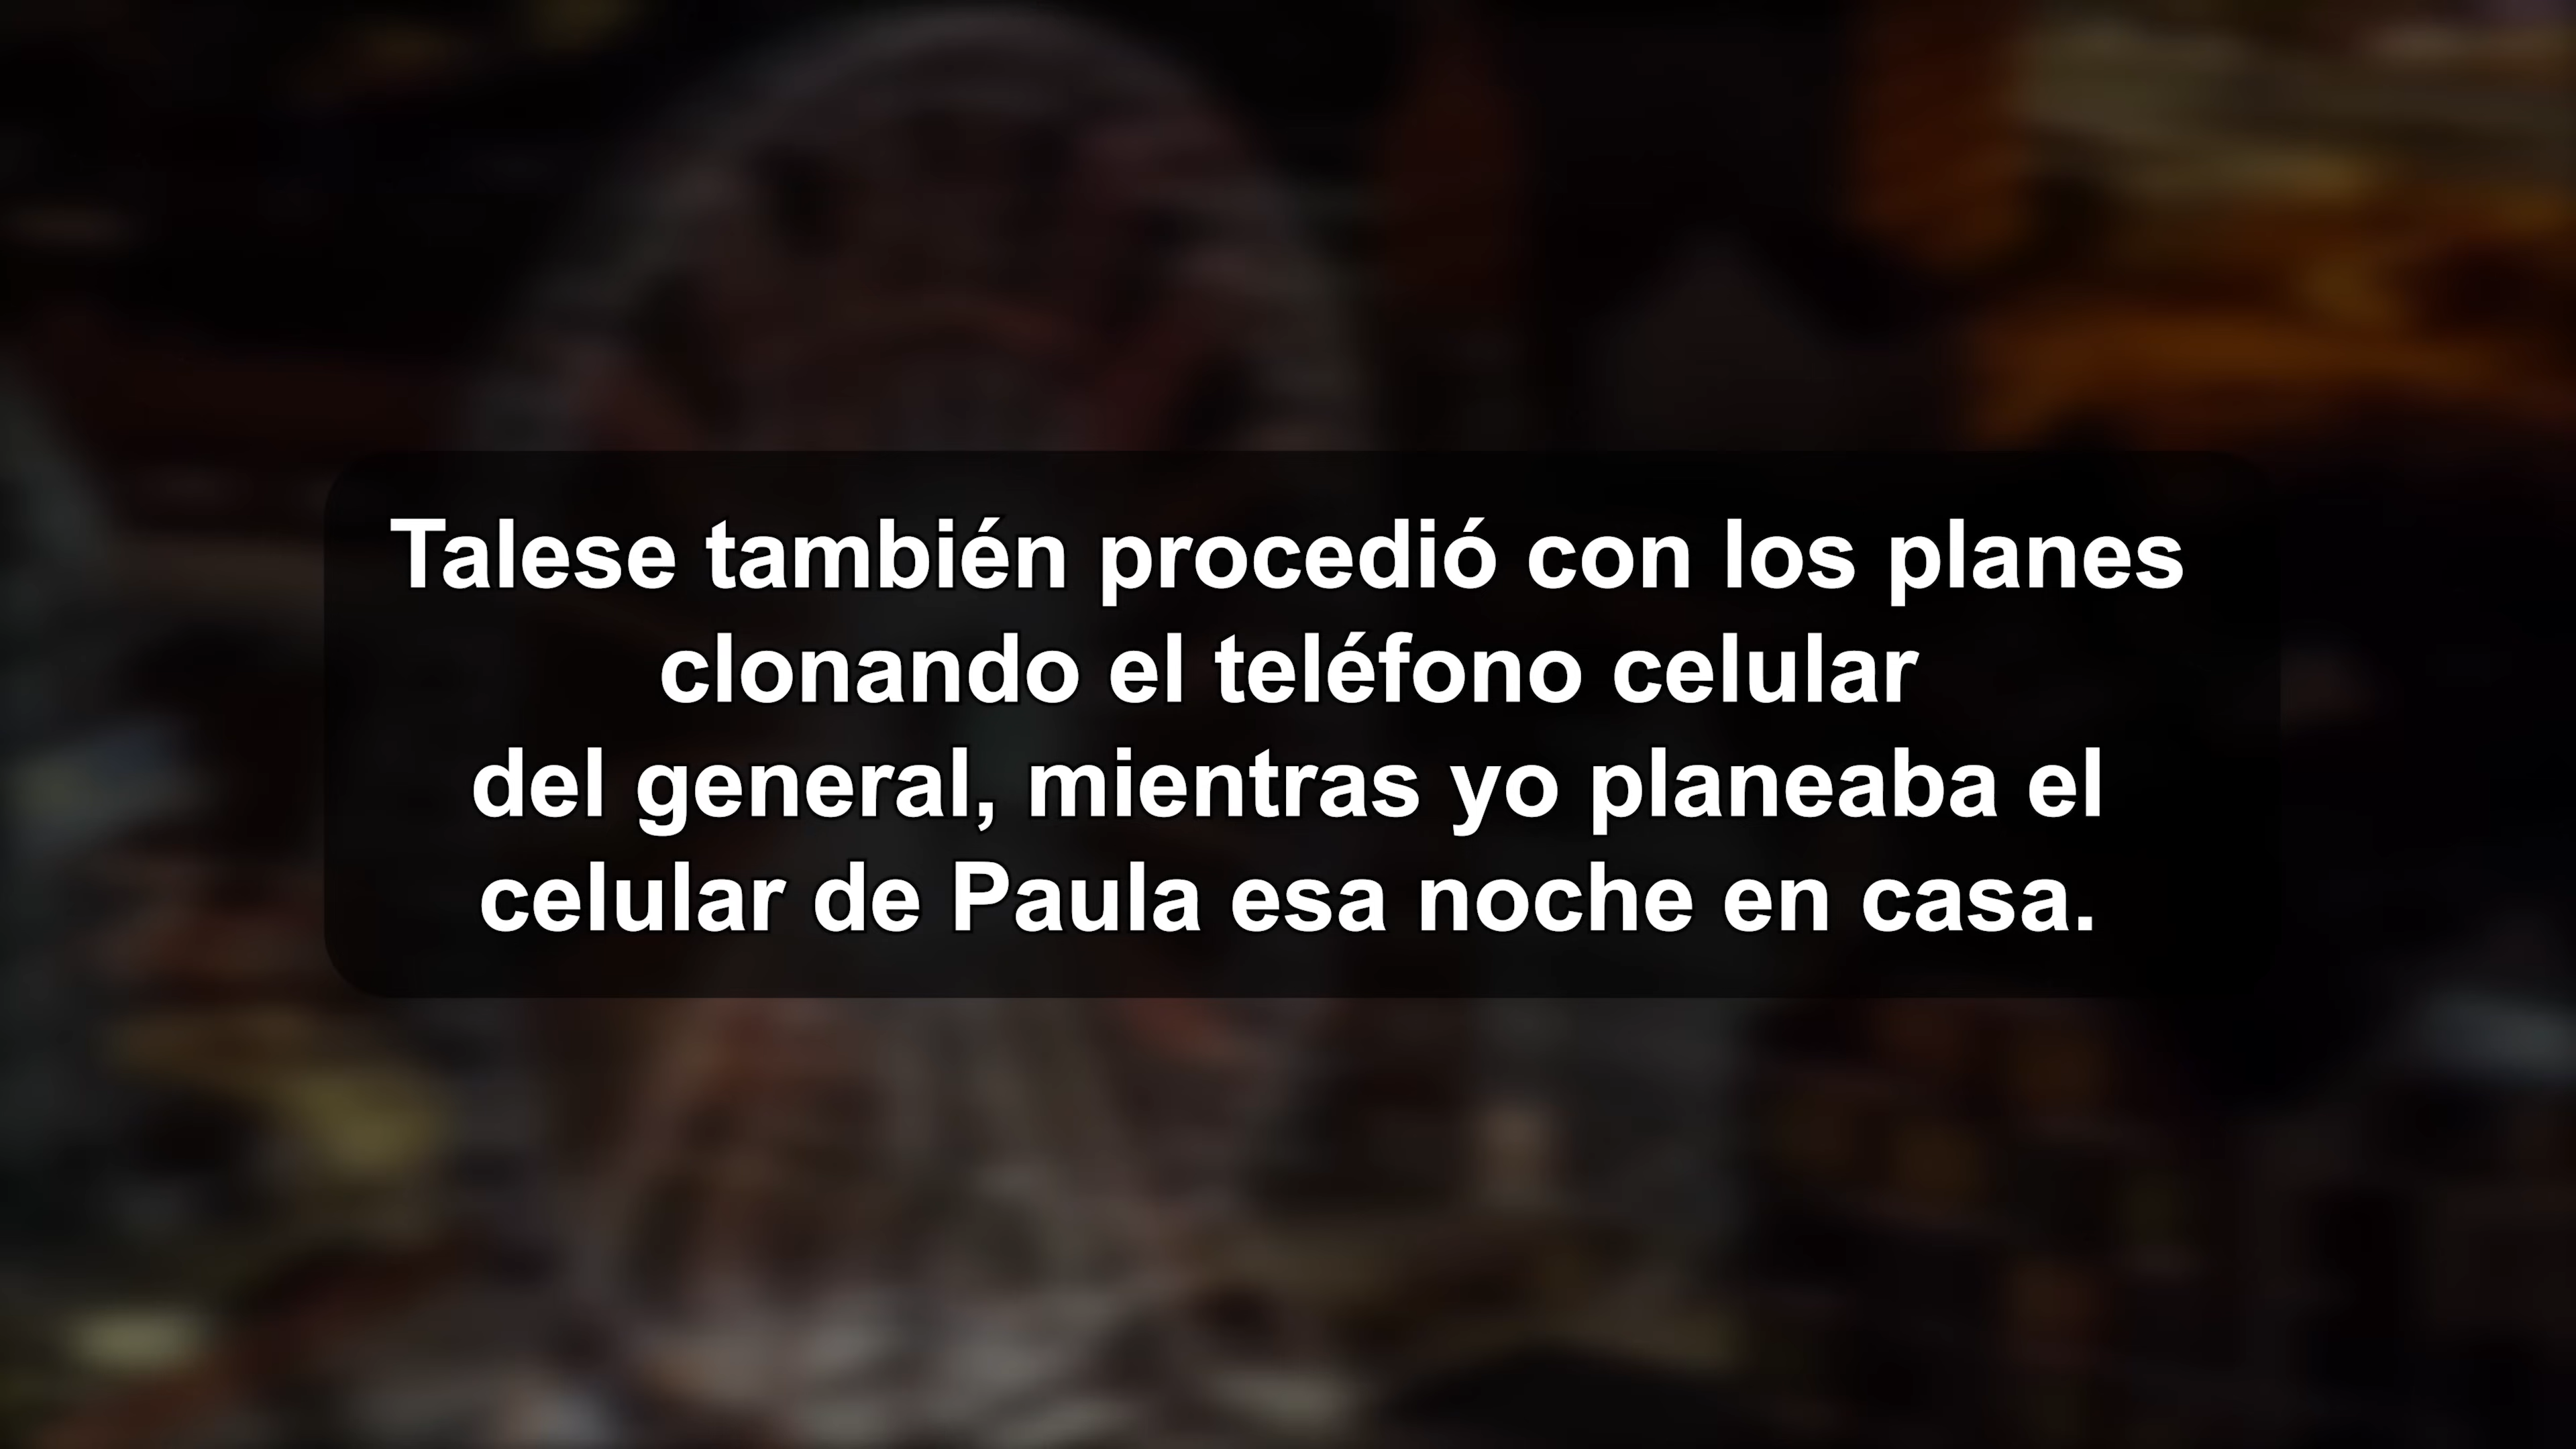 Talese también procedió con los planes
clonando el teléfono celular
del general, mientras yo planeaba el
celular de Paula esa noche en casa.